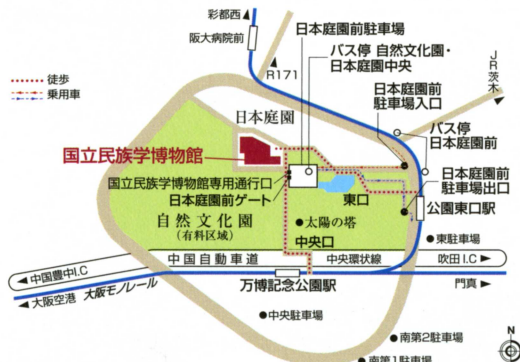 彩都西
阪大病院前
日本庭園前駐車場
バス停 自然文化園・
日本庭園中央
R171
JR茨木
徒歩
乗用車
日本庭園前
駐車場入口
日本庭園
バス停
日本庭園前
国立民族学博物館
国立民族学博物館専用通行口
日本庭園前ゲート
日本庭園前
駐車場出口
東口
公園東口駅
自然文化園
(有料区域)
太陽の塔
中央口
東駐車場
中国自動車道
中央環状線
吹田I.C
中国豊中I.C
大阪空港
大阪モノレール
万博記念公園駅
門真
中央駐車場
南第2駐車場
南第1駐車場
N